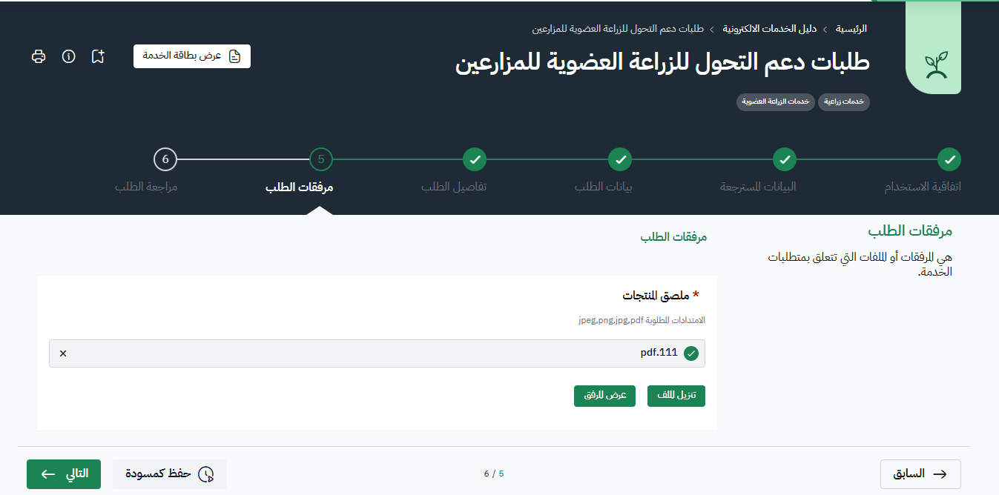 الرئيسية > دليل الخدمات الالكترونية > طلبات دعم التحول للزراعة العضوية للمزارعين
طلبات دعم التحول للزراعة العضوية للمزارعين
عرض بطاقة الخدمة
خدمات زراعية خدمات الزراعة العضوية
5 6
اتفاقية الاستخدام البيانات المسترجعة بيانات الطلب تفاصيل الطلب مرفقات الطلب مراجعة الطلب
مرفقات الطلب
هي المرفقات أو الملفات التي تتعلق بمتطلبات
الخدمة.
مرفقات الطلب
* ملصق المنتجات
الامتدادات المطلوبة jpeg,png,jpg,pdf
pdf.111
تنزيل الملف عرض المرفق
السابق
6 / 5
حفظ كمسودة
التالي